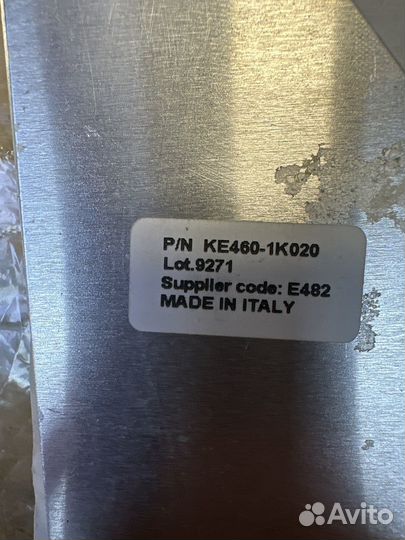 P/N KE460-1K020
Lot.9271
Supplier code: E482
MADE IN ITALY
Avito